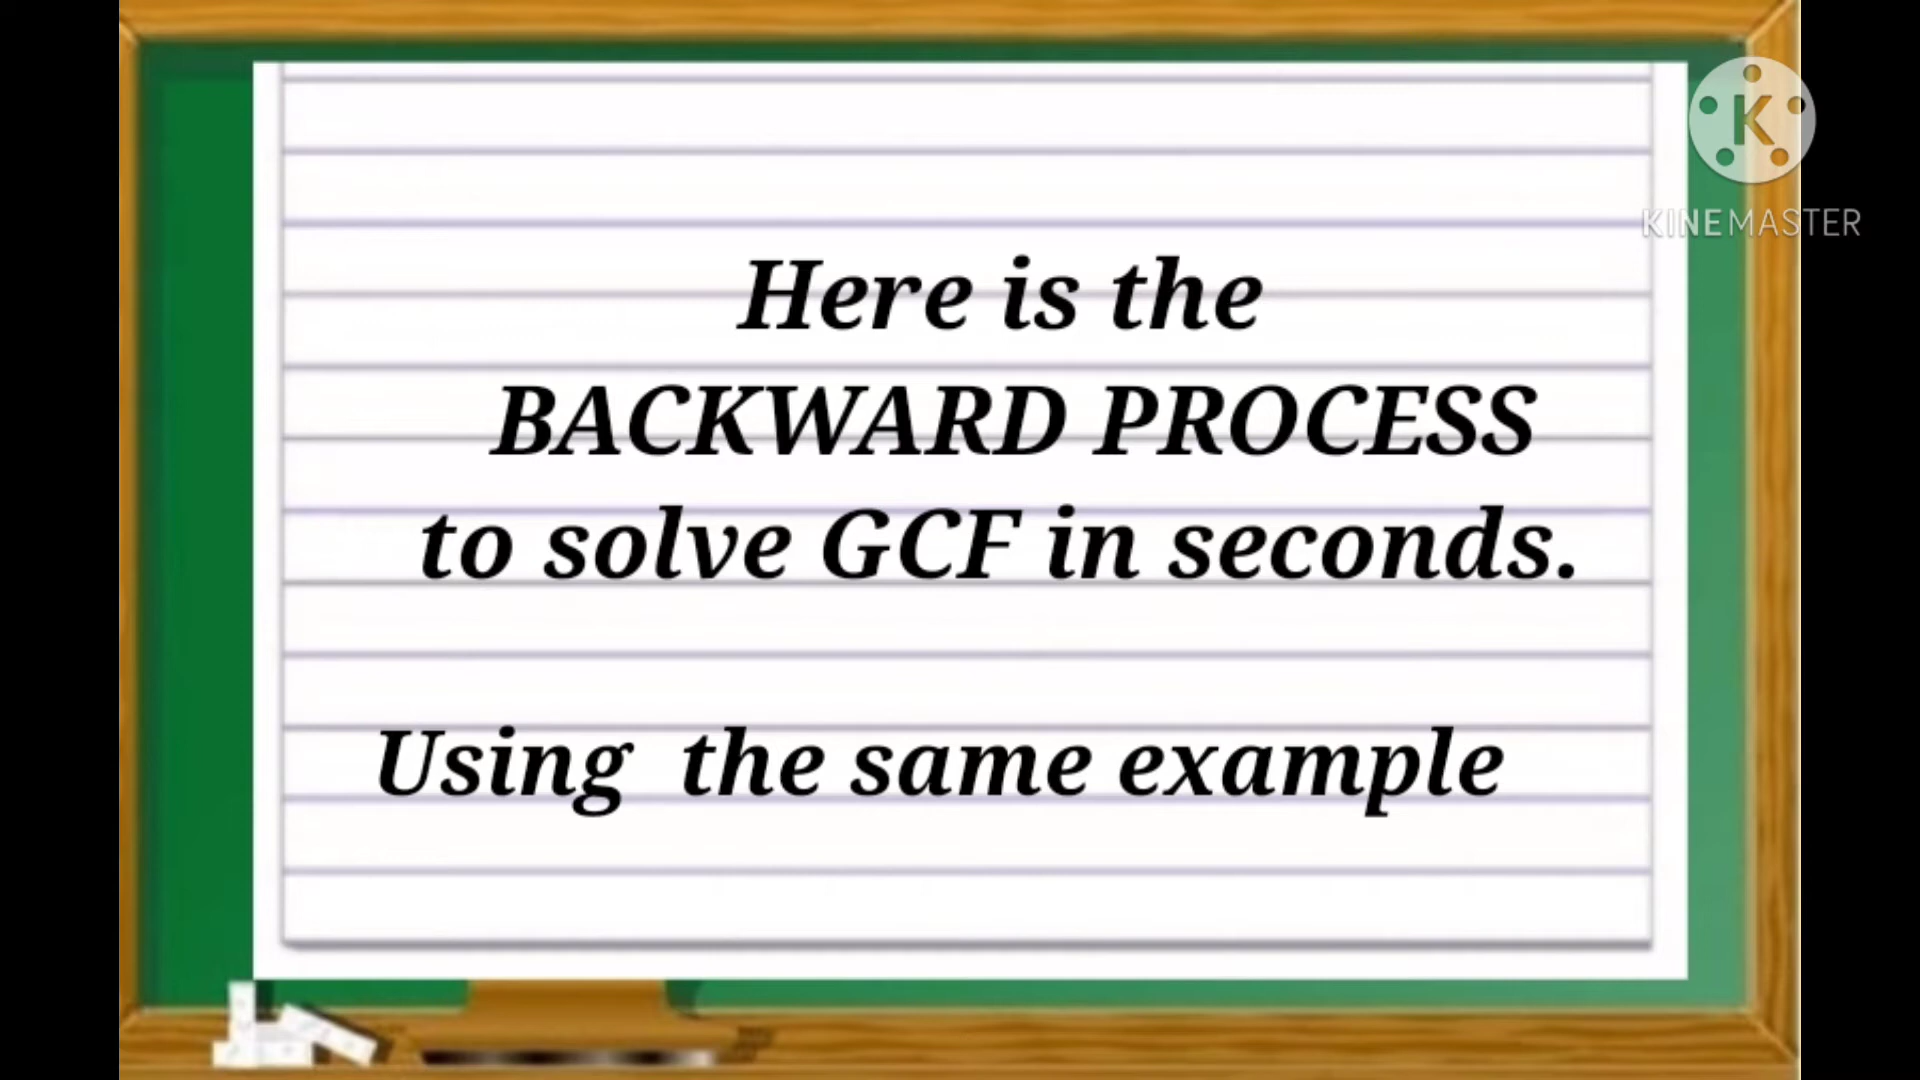 Here is the
BACKWARD PROCESS
to solve GCF in seconds.
Using the same example
K
KINEMASTER